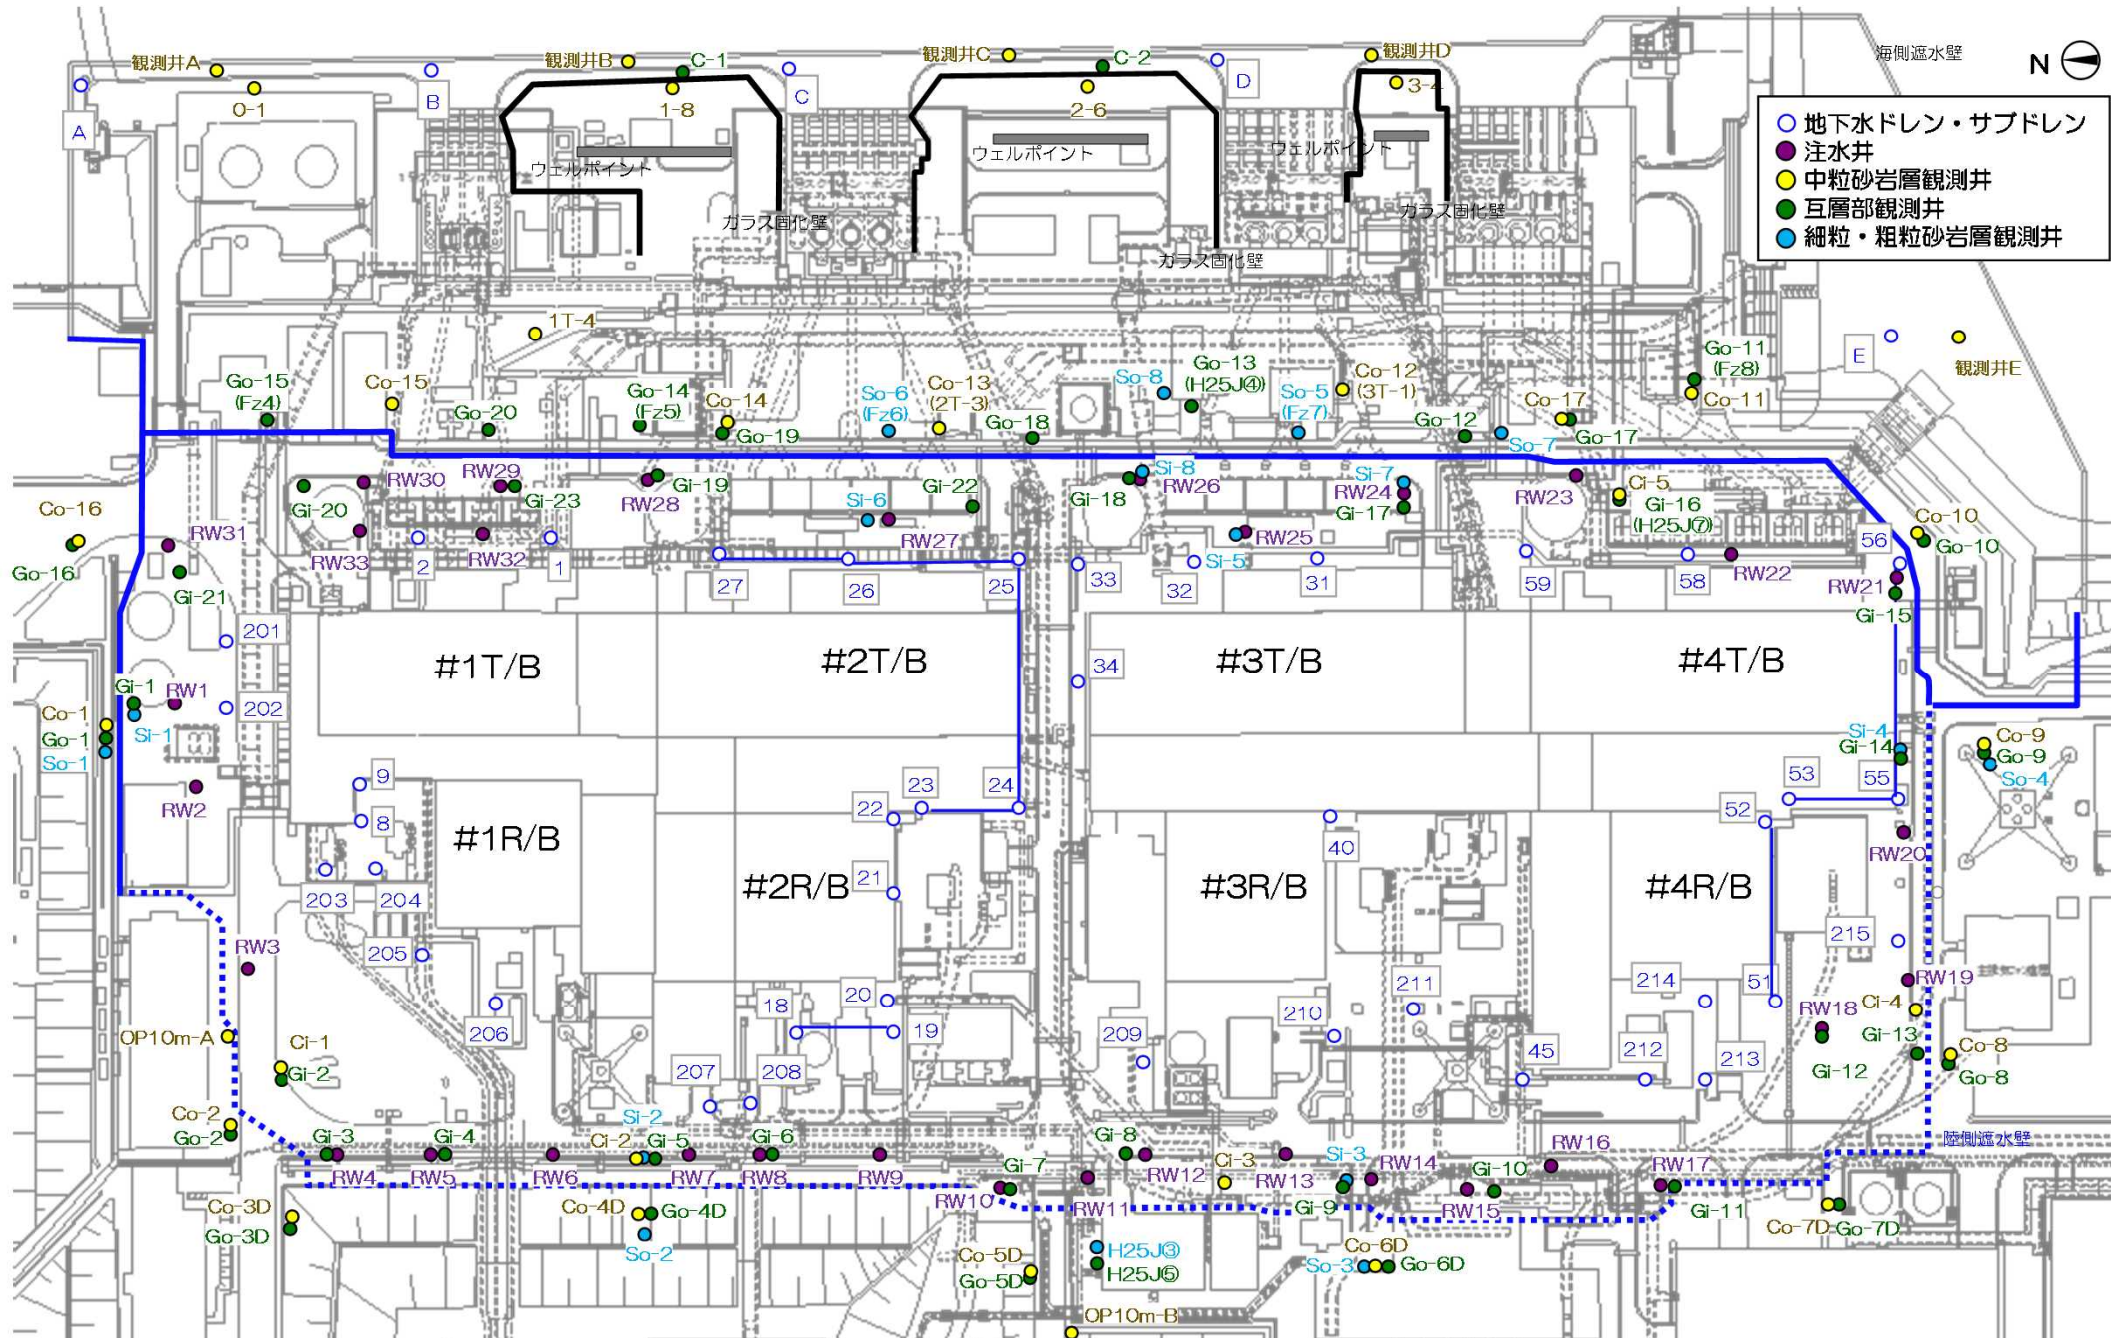 観測井A
観測井B
C-1
観測井C
C-2
観測井D
海側遮水壁
N
A
0-1
B
1-8
C
2-6
D
3-4
地下水ドレン・サブドレン
注水井
中粒砂岩層観測井
互層部観測井
細粒・粗粒砂岩層観測井
ウェルポイント
ウェルポイント
ウェルポイント
ガラス固化壁
ガラス固化壁
ガラス固化壁
1T-4
E
観測井E
Go-15
(Fz4)
Co-15
Go-20
Go-14
(Fz5)
Co-14
Go-19
So-6
(Fz6)
Co-13
(2T-3)
Go-18
So-8
Go-13
(H25J④)
So-5
(Fz7)
Co-12
(3T-1)
Go-12
So-7
Co-17
Go-17
Go-11
(Fz8)
Co-11
Co-16
Go-16
RW31
Gi-21
Gi-20
RW30
RW33
RW29
Gi-23
RW32
2
1
RW28
Gi-19
Si-6
RW27
Gi-22
Gi-18
Si-8
RW26
Si-5
RW25
Si-7
RW24
Gi-17
RW23
Ci-5
Gi-16
(H25J⑦)
RW22
56
RW21
Gi-15
Co-10
Go-10
27
26
25
33
32
31
59
58
201
202
34
#1T/B
#2T/B
#3T/B
#4T/B
Gi-1
RW1
Si-1
Co-1
Go-1
So-1
RW2
Si-4
Gi-14
Co-9
Go-9
So-4
9
8
203
204
205
206
#1R/B
#2R/B
#3R/B
#4R/B
22
23
24
21
20
18
19
40
52
53
55
RW20
RW3
OP10m-A
Ci-1
Gi-2
Co-2
Go-2
207
208
209
210
211
45
212
213
214
51
215
RW19
RW18
Ci-4
Gi-13
Gi-12
Co-8
Go-8
陸側遮水壁
Gi-3
RW4
Gi-4
RW5
RW6
Si-2
Ci-2
Gi-5
RW7
Gi-6
RW8
RW9
Gi-7
RW10
RW11
Gi-8
RW12
Ci-3
RW13
Si-3
Gi-9
RW14
Gi-10
RW15
RW16
RW17
Gi-11
Co-3D
Go-3D
Co-4D
Go-4D
So-2
Co-5D
Go-5D
H25J③
H25J⑤
Co-6D
So-3
Go-6D
Co-7D
Go-7D
OP10m-B